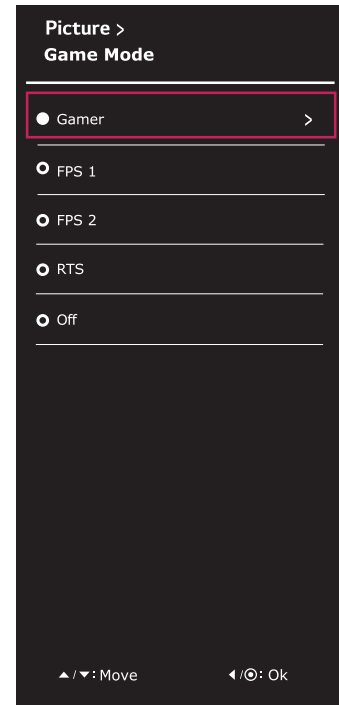 Picture >
Game Mode
Gamer >
FPS 1
FPS 2
RTS
Off
▲/▼: Move ◀/◉: Ok